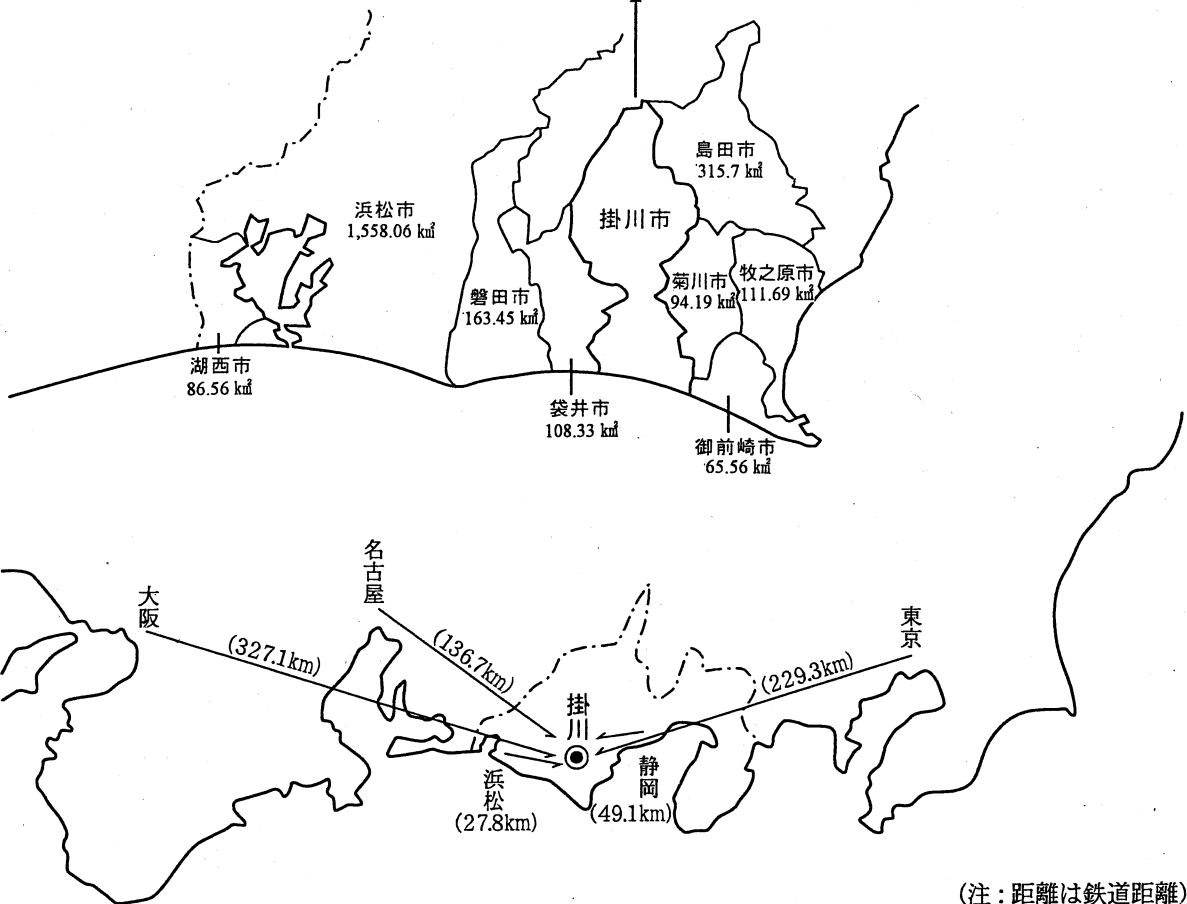 島田市
315.7 k㎡
浜松市
1,558.06 k㎡
掛川市
菊川市
94.19 k㎡
牧之原市
111.69 k㎡
磐田市
163.45 k㎡
湖西市
86.56 k㎡
袋井市
108.33 k㎡
御前崎市
65.56 k㎡
名古屋
大阪
東京
(327.1km)
(136.7km)
(229.3km)
掛川
浜松
(27.8km)
静岡
(49.1km)
(注：距離は鉄道距離)